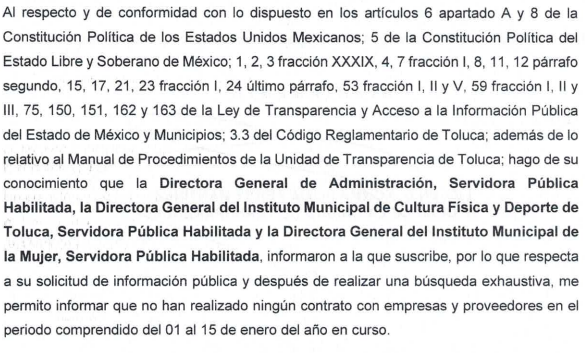 Al respecto y de conformidad con lo dispuesto en los artículos 6 apartado A y 8 de la
Constitución Política de los Estados Unidos Mexicanos; 5 de la Constitución Política del
Estado Libre y Soberano de México; 1, 2, 3 fracción XXXIX, 4, 7 fracción I, 8, 11, 12 párrafo
segundo, 15, 17, 21, 23 fracción I, 24 último párrafo, 53 fracción I, II y V, 59 fracción I, II y
III, 75, 150, 151, 162 y 163 de la Ley de Transparencia y Acceso a la Información Pública
del Estado de México y Municipios; 3.3 del Código Reglamentario de Toluca; además de lo
relativo al Manual de Procedimientos de la Unidad de Transparencia de Toluca; hago de su
conocimiento que la Directora General de Administración, Servidora Pública
Habilitada, la Directora General del Instituto Municipal de Cultura Física y Deporte de
Toluca, Servidora Pública Habilitada y la Directora General del Instituto Municipal de
la Mujer, Servidora Pública Habilitada, informaron a la que suscribe, por lo que respecta
a su solicitud de información pública y después de realizar una búsqueda exhaustiva, me
permito informar que no han realizado ningún contrato con empresas y proveedores en el
periodo comprendido del 01 al 15 de enero del año en curso.